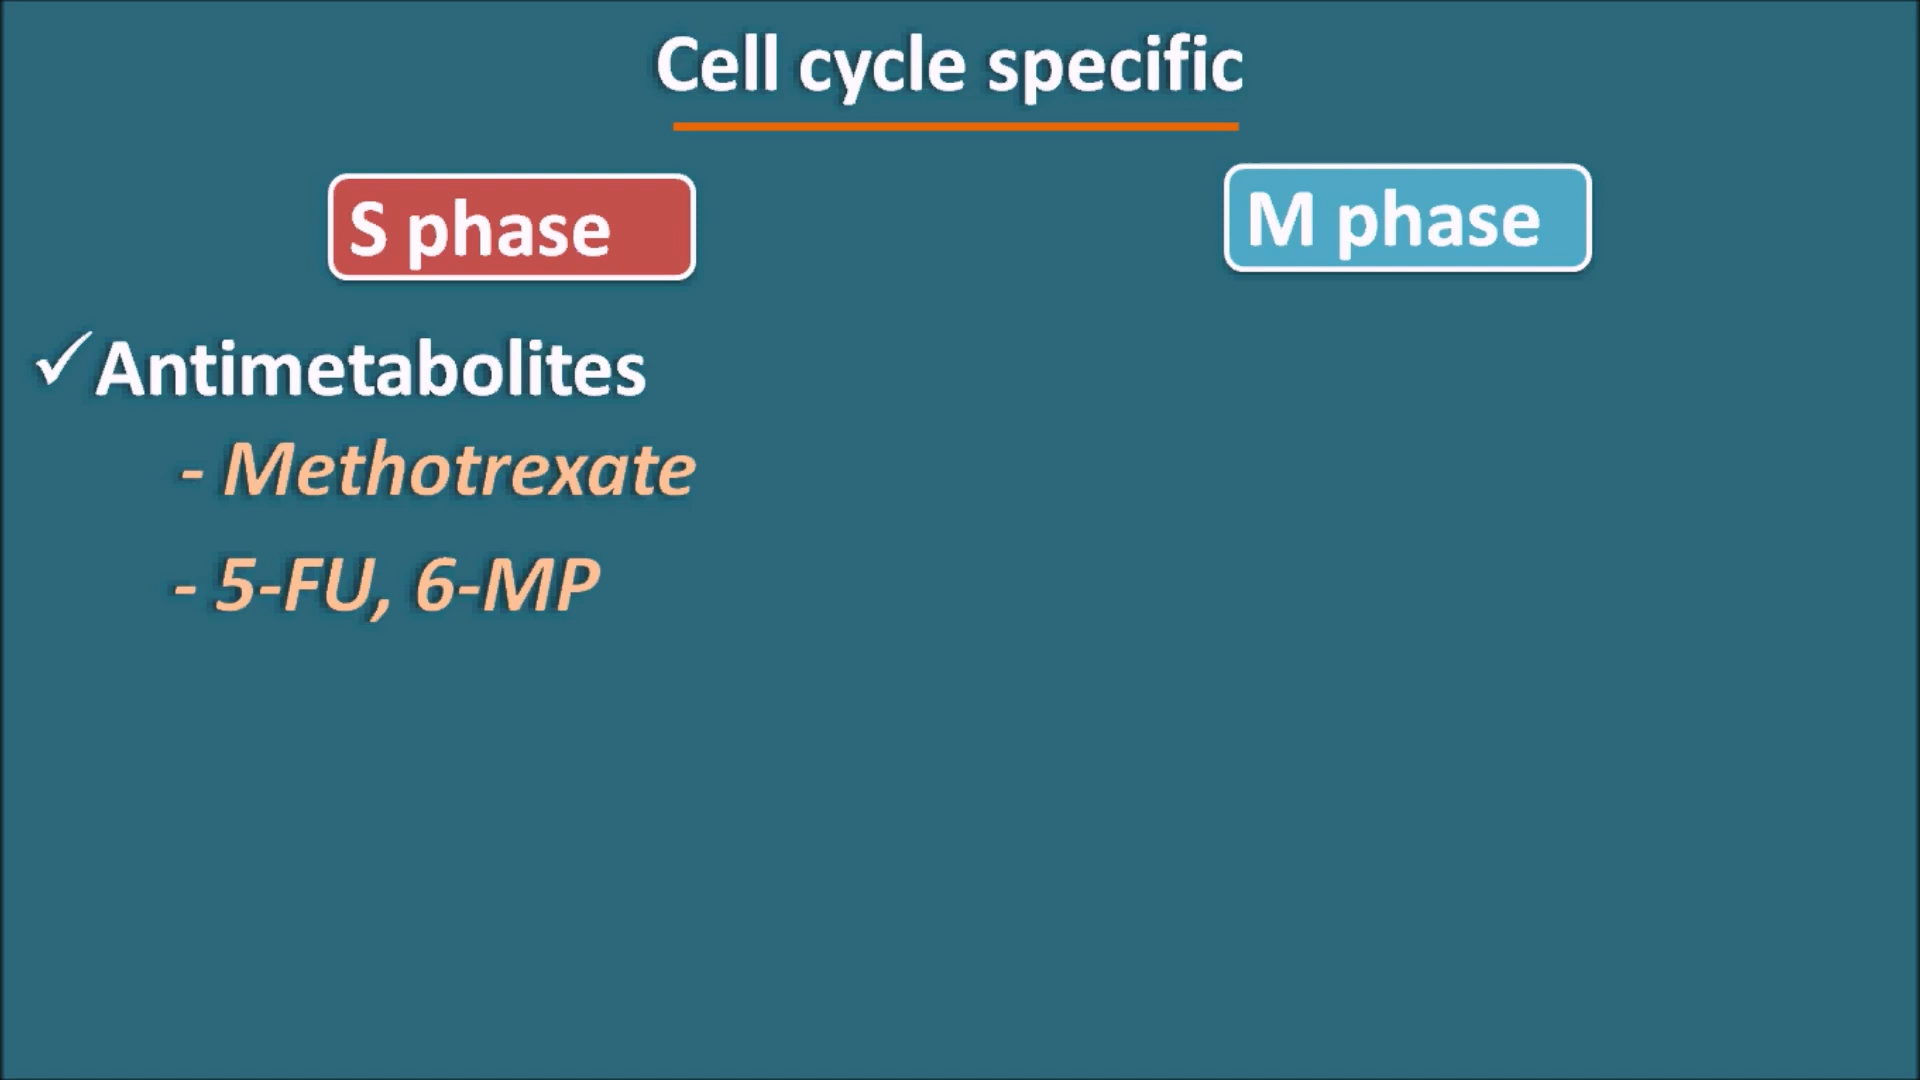 Cell cycle specific
S phase
M phase
✓Antimetabolites
- Methotrexate
- 5-FU, 6-MP